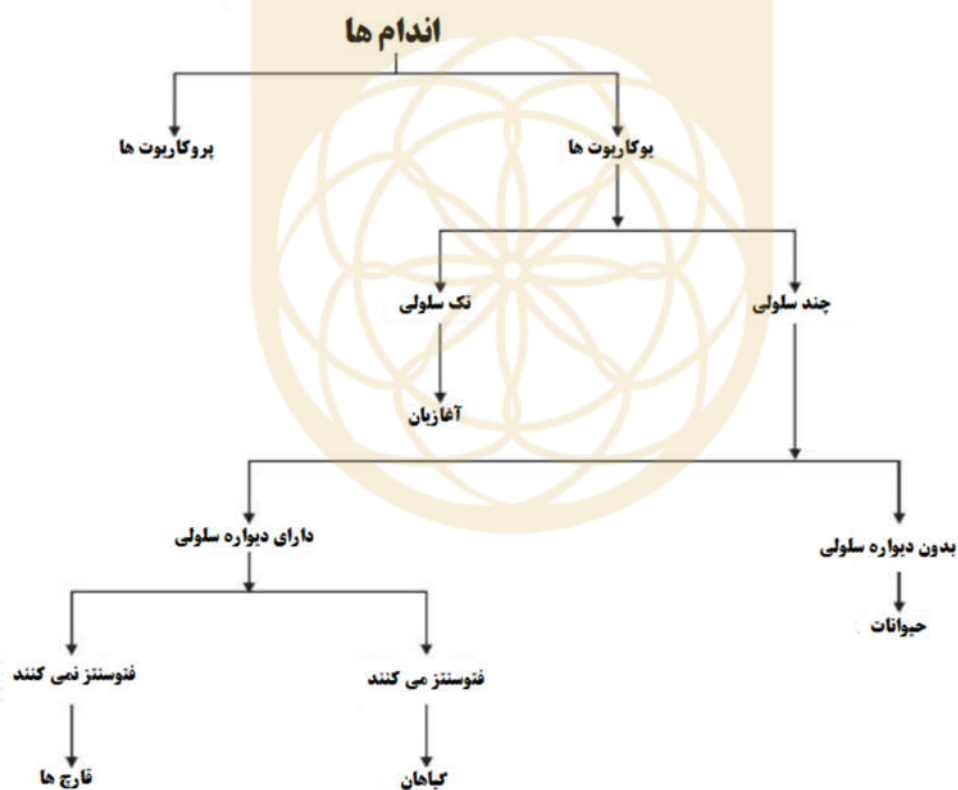 اندام ها
یوکاریوت ها
پروکاریوت ها
چند سلولی
تک سلولی
آغازیان
بدون دیواره سلولی
دارای دیواره سلولی
حیوانات
فتوسنتز می کنند
فتوسنتز نمی کنند
گیاهان
قارچ ها